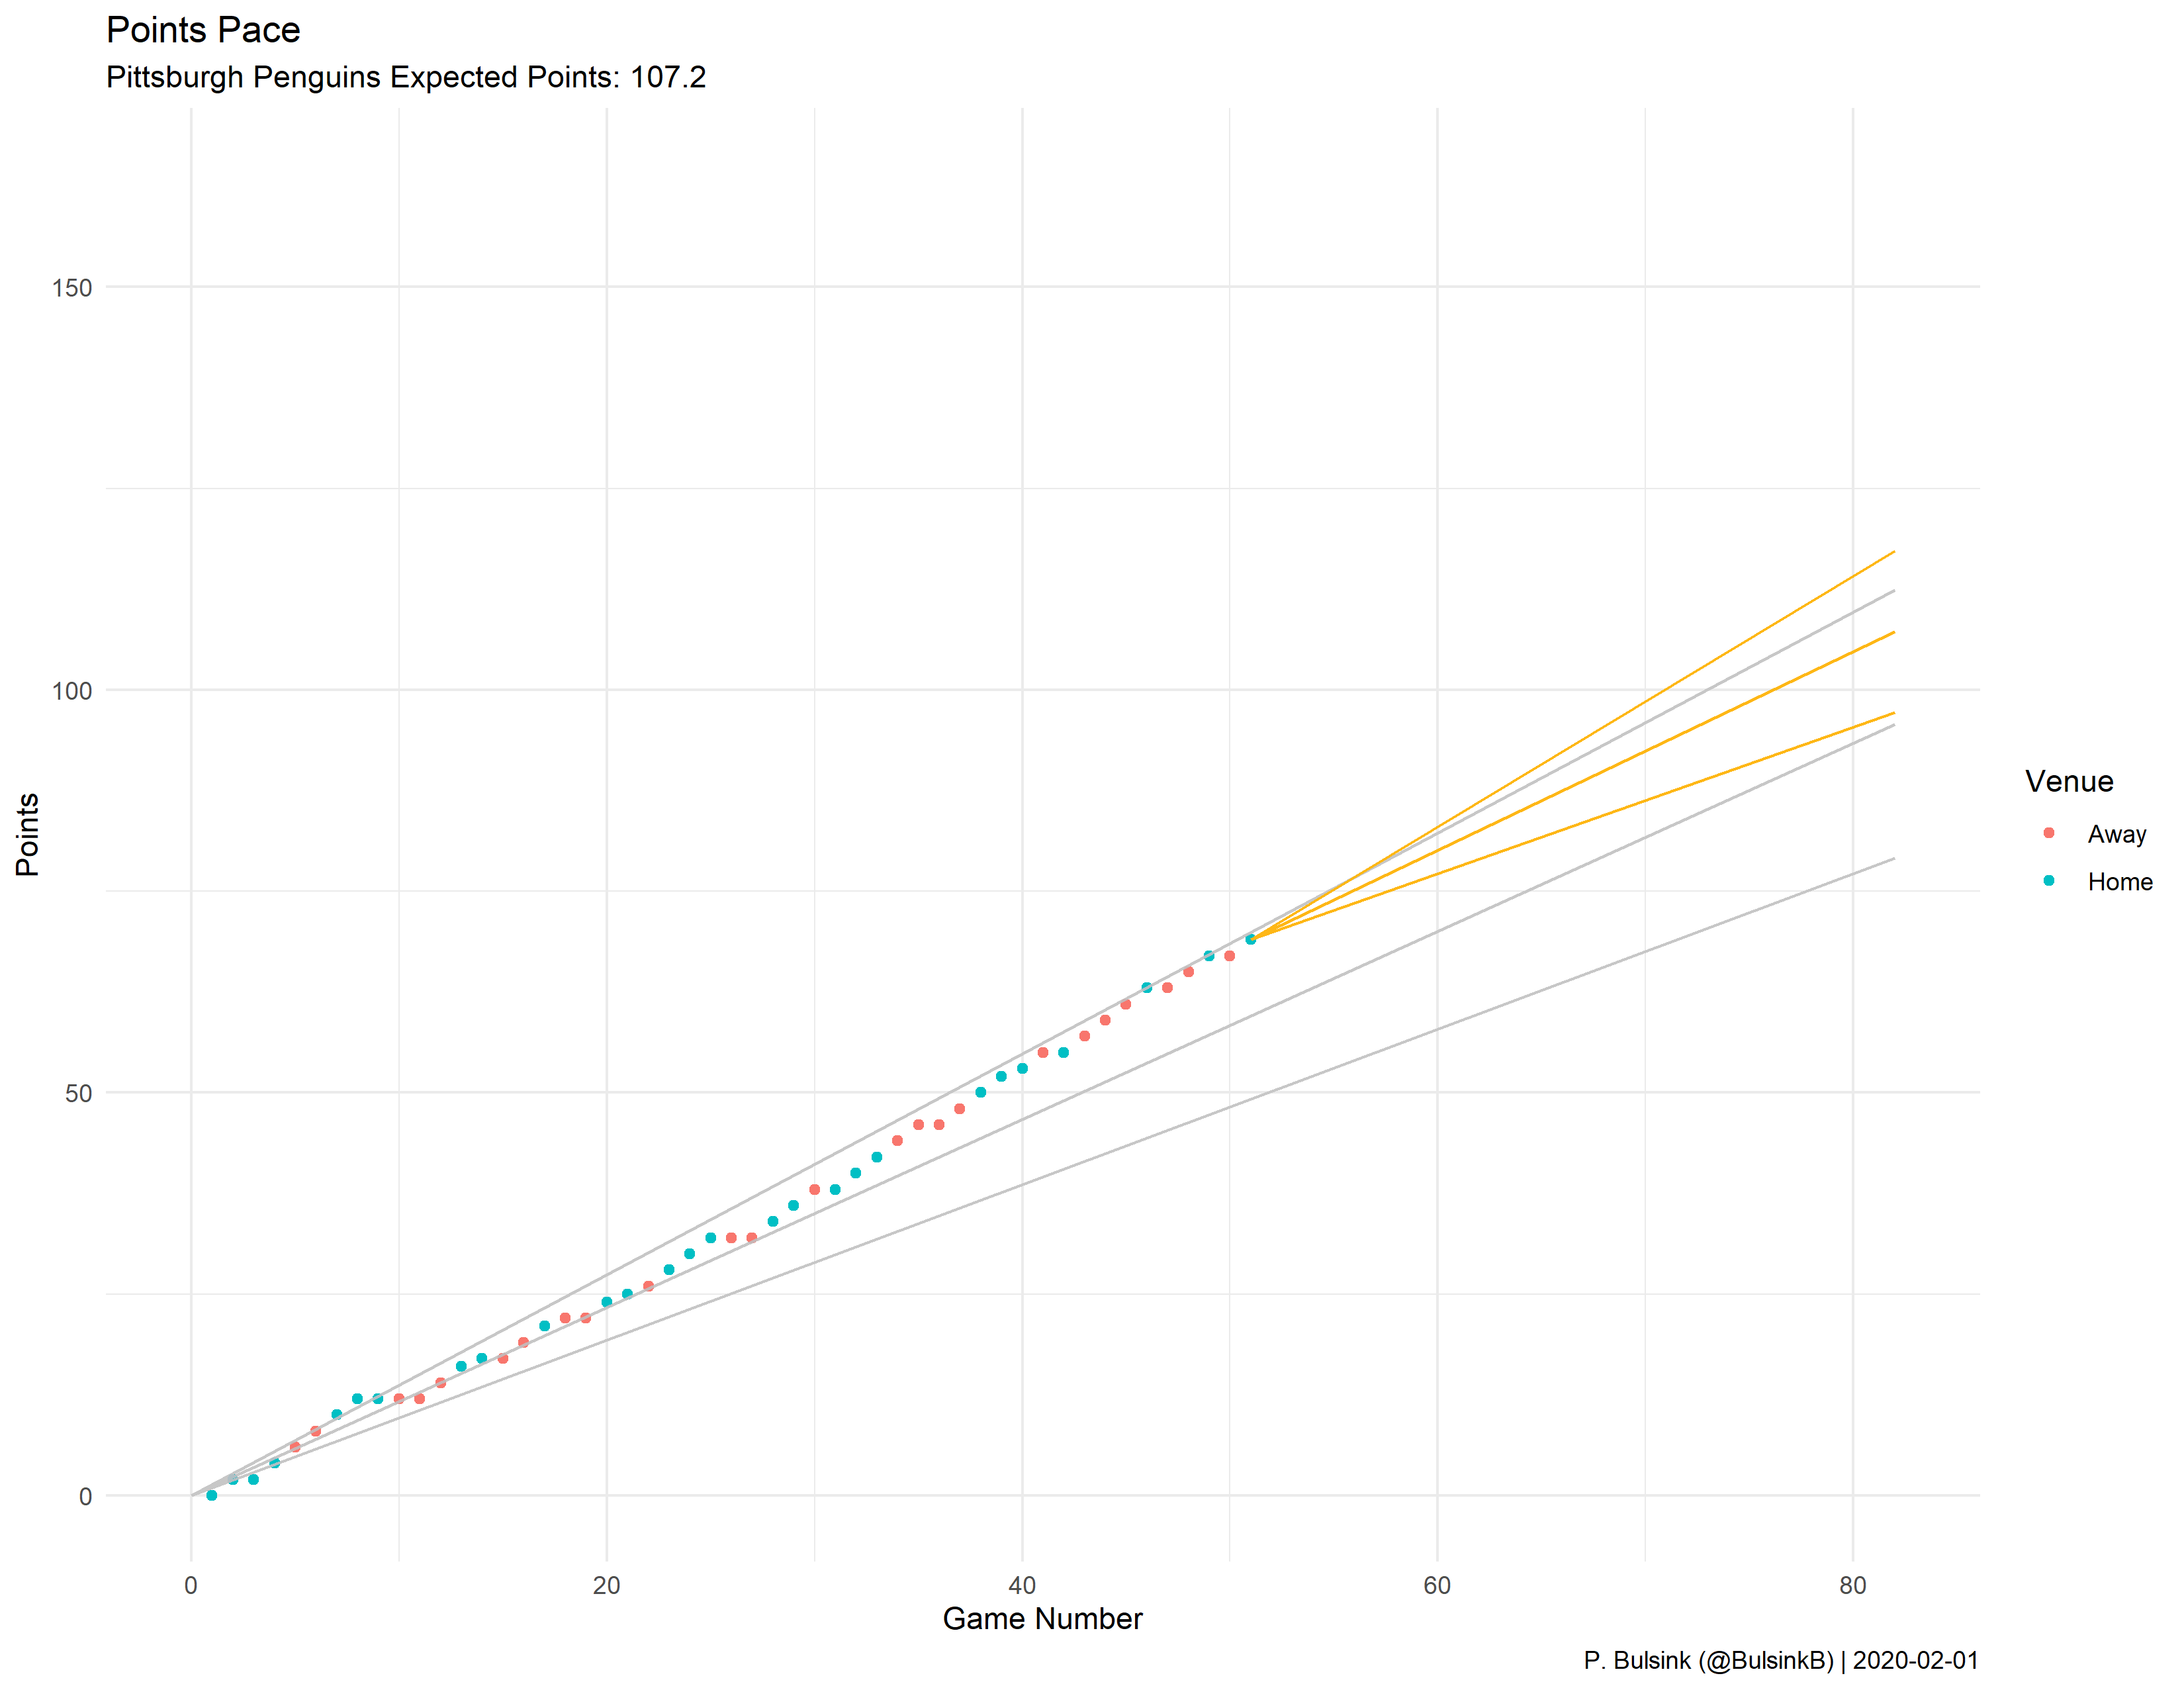 Points Pace
Pittsburgh Penguins Expected Points: 107.2
150
100
50
0
Points
0 20 40 60 80
Game Number
Venue
Away
Home
P. Bulsink (@BulsinkB) | 2020-02-01